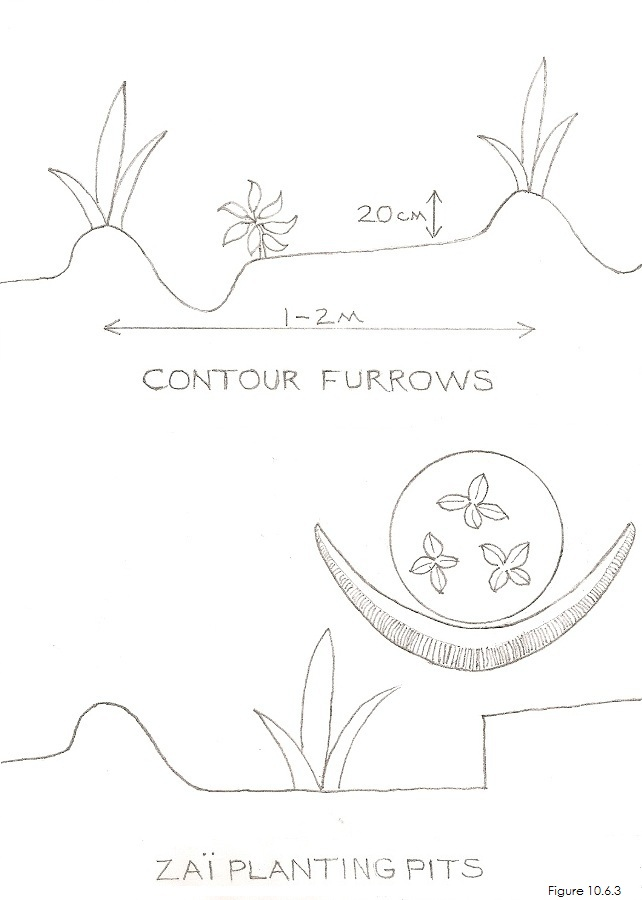 20CM
1-2M
CONTOUR FURROWS
ZAÏ PLANTING PITS
Figure 10.6.3